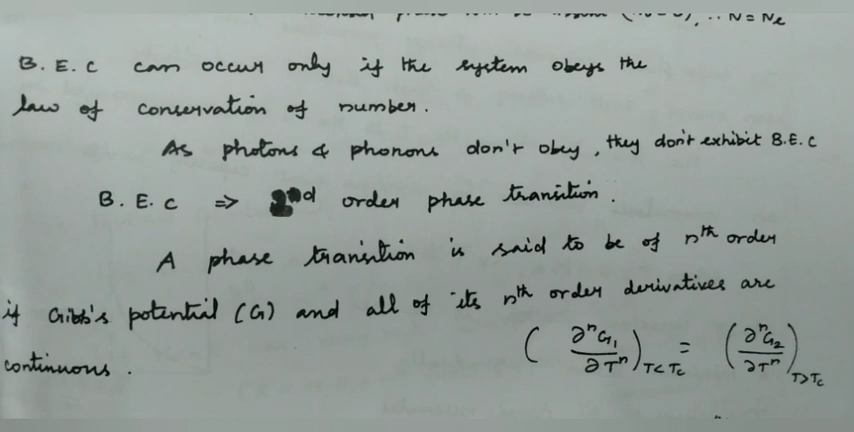 ∴ N = Ne
B. E. C can occur only if the system obeys the
law of conservation of number.
As photons & phonons don't obey, they don't exhibit B.E.C
B. E. C ⇒ 2nd order phase transition.
A phase transition is said to be of nth order
if Gibb's potential (G) and all of its nth order derivatives are
continuous. (∂ⁿG₁/∂Tⁿ)T<Tc = (∂ⁿG₂/∂Tⁿ)T>Tc